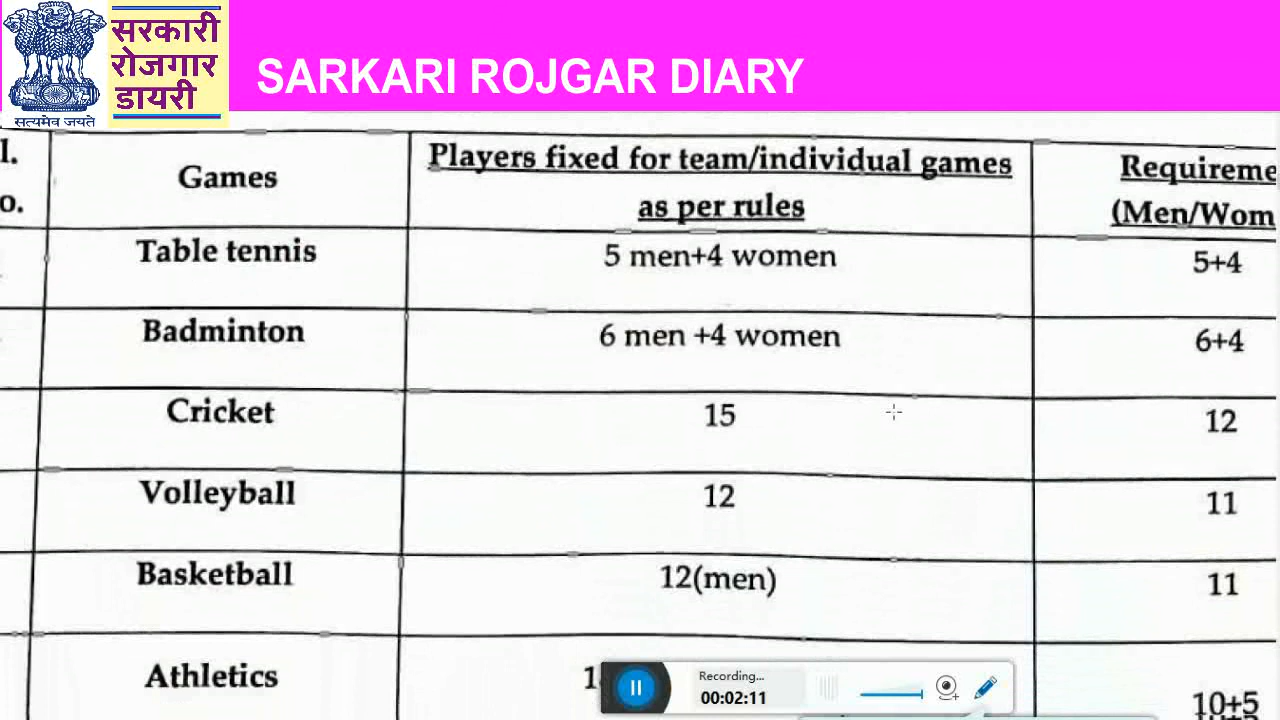 सरकारी
रोजगार
डायरी
सत्यमेव जयते
SARKARI ROJGAR DIARY
Games
Players fixed for team/individual games
as per rules
Table tennis
5 men+4 women
5+4
Badminton
6 men +4 women
6+4
Cricket
15
12
Volleyball
12
11
Basketball
12(men)
11
Athletics
10+5
Recording...
00:02:11